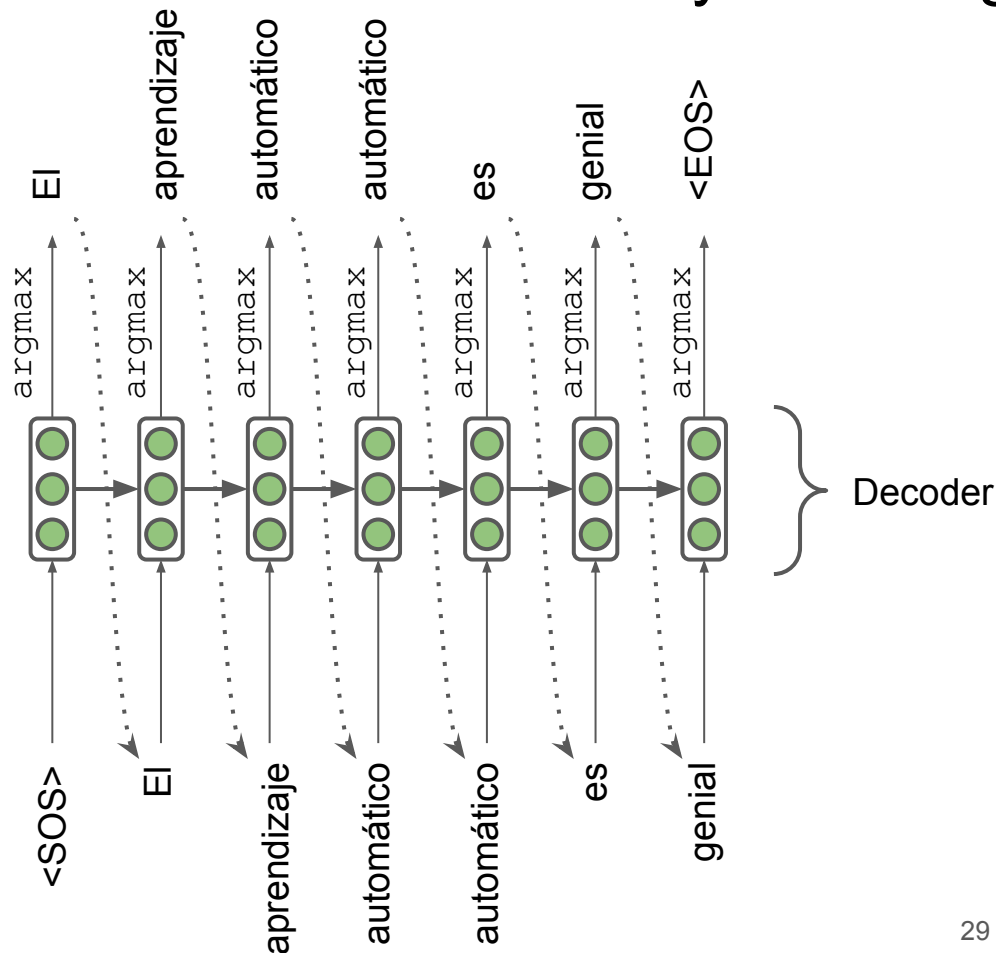 El
aprendizaje
automático
automático
es
genial
<EOS>
argmax
argmax
argmax
argmax
argmax
argmax
argmax
Decoder
<SOS>
El
aprendizaje
automático
automático
es
genial
29